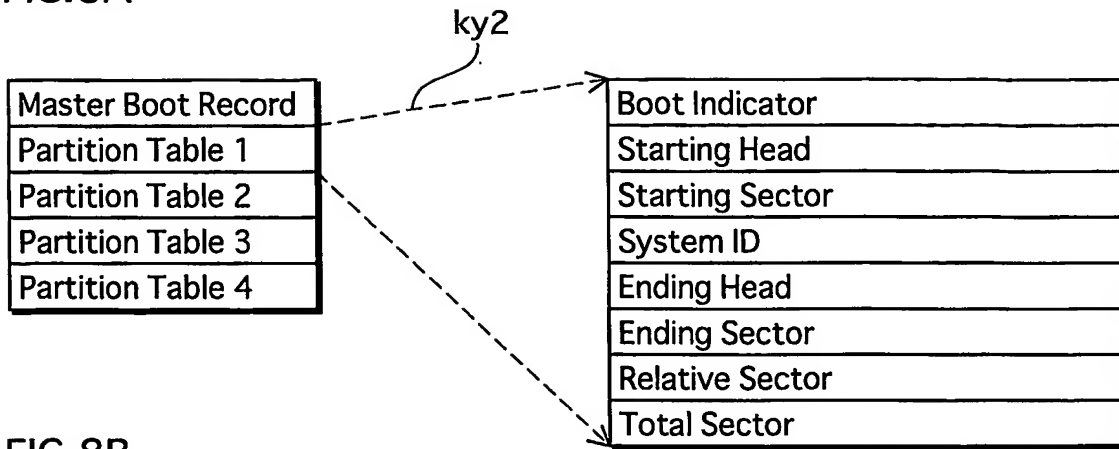 ky2
Master Boot Record
Partition Table 1
Partition Table 2
Partition Table 3
Partition Table 4
Boot Indicator
Starting Head
Starting Sector
System ID
Ending Head
Ending Sector
Relative Sector
Total Sector